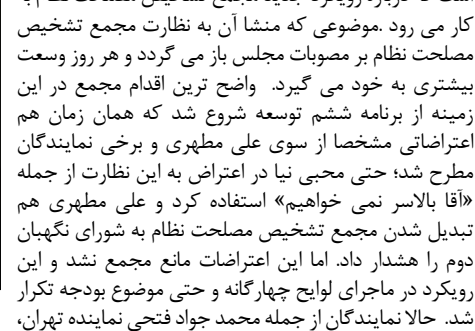 کار می رود .موضوعی که منشا آن به نظارت مجمع تشخیص
مصلحت نظام بر مصوبات مجلس باز می گردد و هر روز وسعت
بیشتری به خود می گیرد. واضح ترین اقدام مجمع در این
زمینه از برنامه ششم توسعه شروع شد که همان زمان هم
اعتراضاتی مشخصا از سوی علی مطهری و برخی نمایندگان
مطرح شد؛ حتی محبی نیا در اعتراض به این نظارت از جمله
«آقا بالاسر نمی خواهیم» استفاده کرد و علی مطهری هم
تبدیل شدن مجمع تشخیص مصلحت نظام به شورای نگهبان
دوم را هشدار داد. اما این اعتراضات مانع مجمع نشد و این
رویکرد در ماجرای لوایح چهارگانه و حتی موضوع بودجه تکرار
شد. حالا نمایندگان از جمله محمد جواد فتحی نماینده تهران،